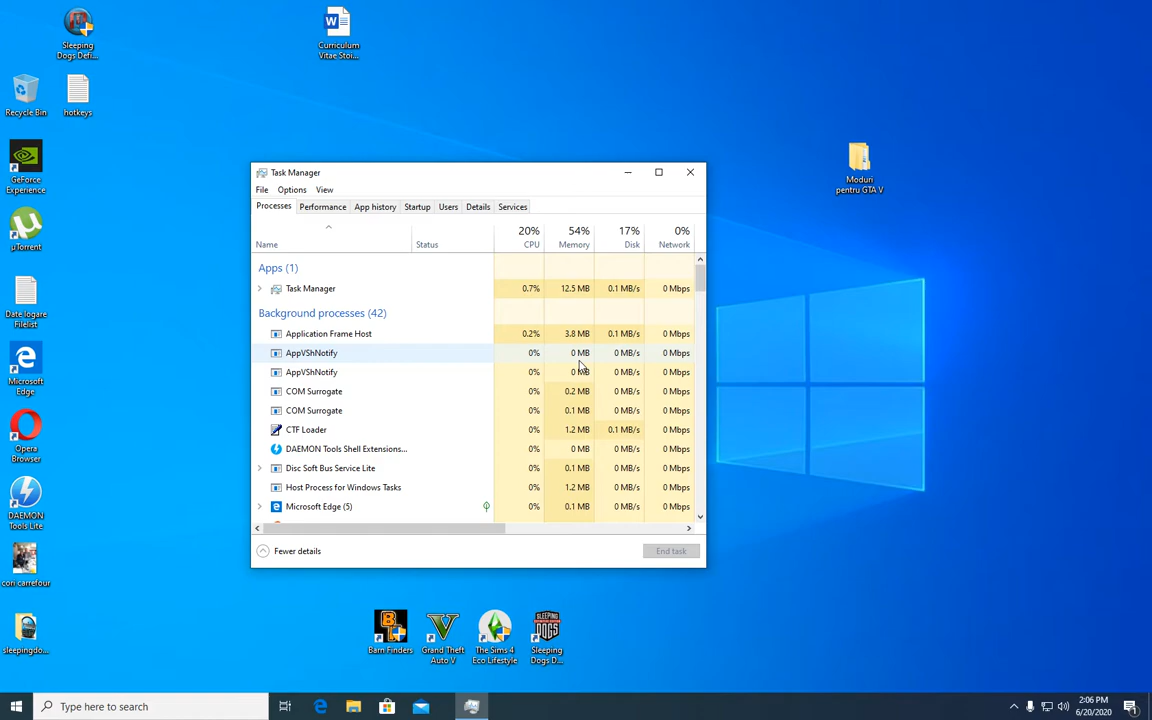 Sleeping
Dogs Defi...
Curriculum
Vitae Stoi...
Recycle Bin
hotkeys
GeForce
Experience
Moduri
pentru GTA V
µTorrent
Date logare
Filelist
Microsoft
Edge
Opera
Browser
DAEMON
Tools Lite
cori carrefour
sleepingdo...
Task Manager
File Options View
Processes Performance App history Startup Users Details Services
20% 54% 17% 0%
Name Status CPU Memory Disk Network
Apps (1)
Task Manager 0.7% 12.5 MB 0.1 MB/s 0 Mbps
Background processes (42)
Application Frame Host 0.2% 3.8 MB 0.1 MB/s 0 Mbps
AppVShNotify 0% 0 MB 0 MB/s 0 Mbps
AppVShNotify 0% 0 MB 0 MB/s 0 Mbps
COM Surrogate 0% 0.2 MB 0 MB/s 0 Mbps
COM Surrogate 0% 0.1 MB 0 MB/s 0 Mbps
CTF Loader 0% 1.2 MB 0.1 MB/s 0 Mbps
DAEMON Tools Shell Extensions... 0% 0 MB 0 MB/s 0 Mbps
Disc Soft Bus Service Lite 0% 0.1 MB 0 MB/s 0 Mbps
Host Process for Windows Tasks 0% 1.2 MB 0 MB/s 0 Mbps
Microsoft Edge (5) 0% 0.1 MB 0 MB/s 0 Mbps
Fewer details End task
Barn Finders
Grand Theft
Auto V
The Sims 4
Eco Lifestyle
SLEEPING
DOGS
Sleeping
Dogs D...
Type here to search
2:06 PM
6/20/2020